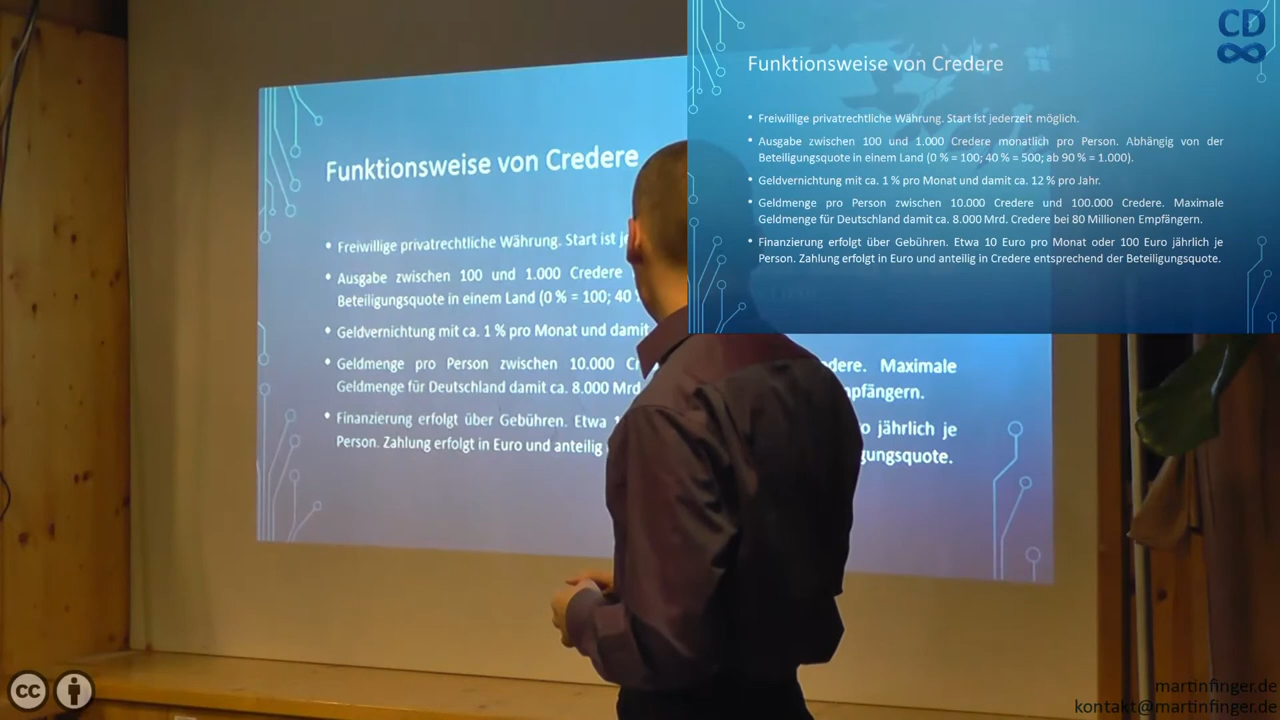 Funktionsweise von Credere
• Freiwillige privatrechtliche Währung. Start ist je
• Ausgabe zwischen 100 und 1.000 Credere
Beteiligungsquote in einem Land (0 % = 100; 40
• Geldvernichtung mit ca. 1 % pro Monat und damit
• Geldmenge pro Person zwischen 10.000 Cr dere. Maximale
Geldmenge für Deutschland damit ca. 8.000 Mrd pfängern.
• Finanzierung erfolgt über Gebühren. Etwa 1 o jährlich je
Person. Zahlung erfolgt in Euro und anteilig gungsquote.
CD
Funktionsweise von Credere
• Freiwillige privatrechtliche Währung. Start ist jederzeit möglich.
• Ausgabe zwischen 100 und 1.000 Credere monatlich pro Person. Abhängig von der
Beteiligungsquote in einem Land (0 % = 100; 40 % = 500; ab 90 % = 1.000).
• Geldvernichtung mit ca. 1 % pro Monat und damit ca. 12 % pro Jahr.
• Geldmenge pro Person zwischen 10.000 Credere und 100.000 Credere. Maximale
Geldmenge für Deutschland damit ca. 8.000 Mrd. Credere bei 80 Millionen Empfängern.
• Finanzierung erfolgt über Gebühren. Etwa 10 Euro pro Monat oder 100 Euro jährlich je
Person. Zahlung erfolgt in Euro und anteilig in Credere entsprechend der Beteiligungsquote.
cc
martinfinger.de
kontakt@martinfinger.de